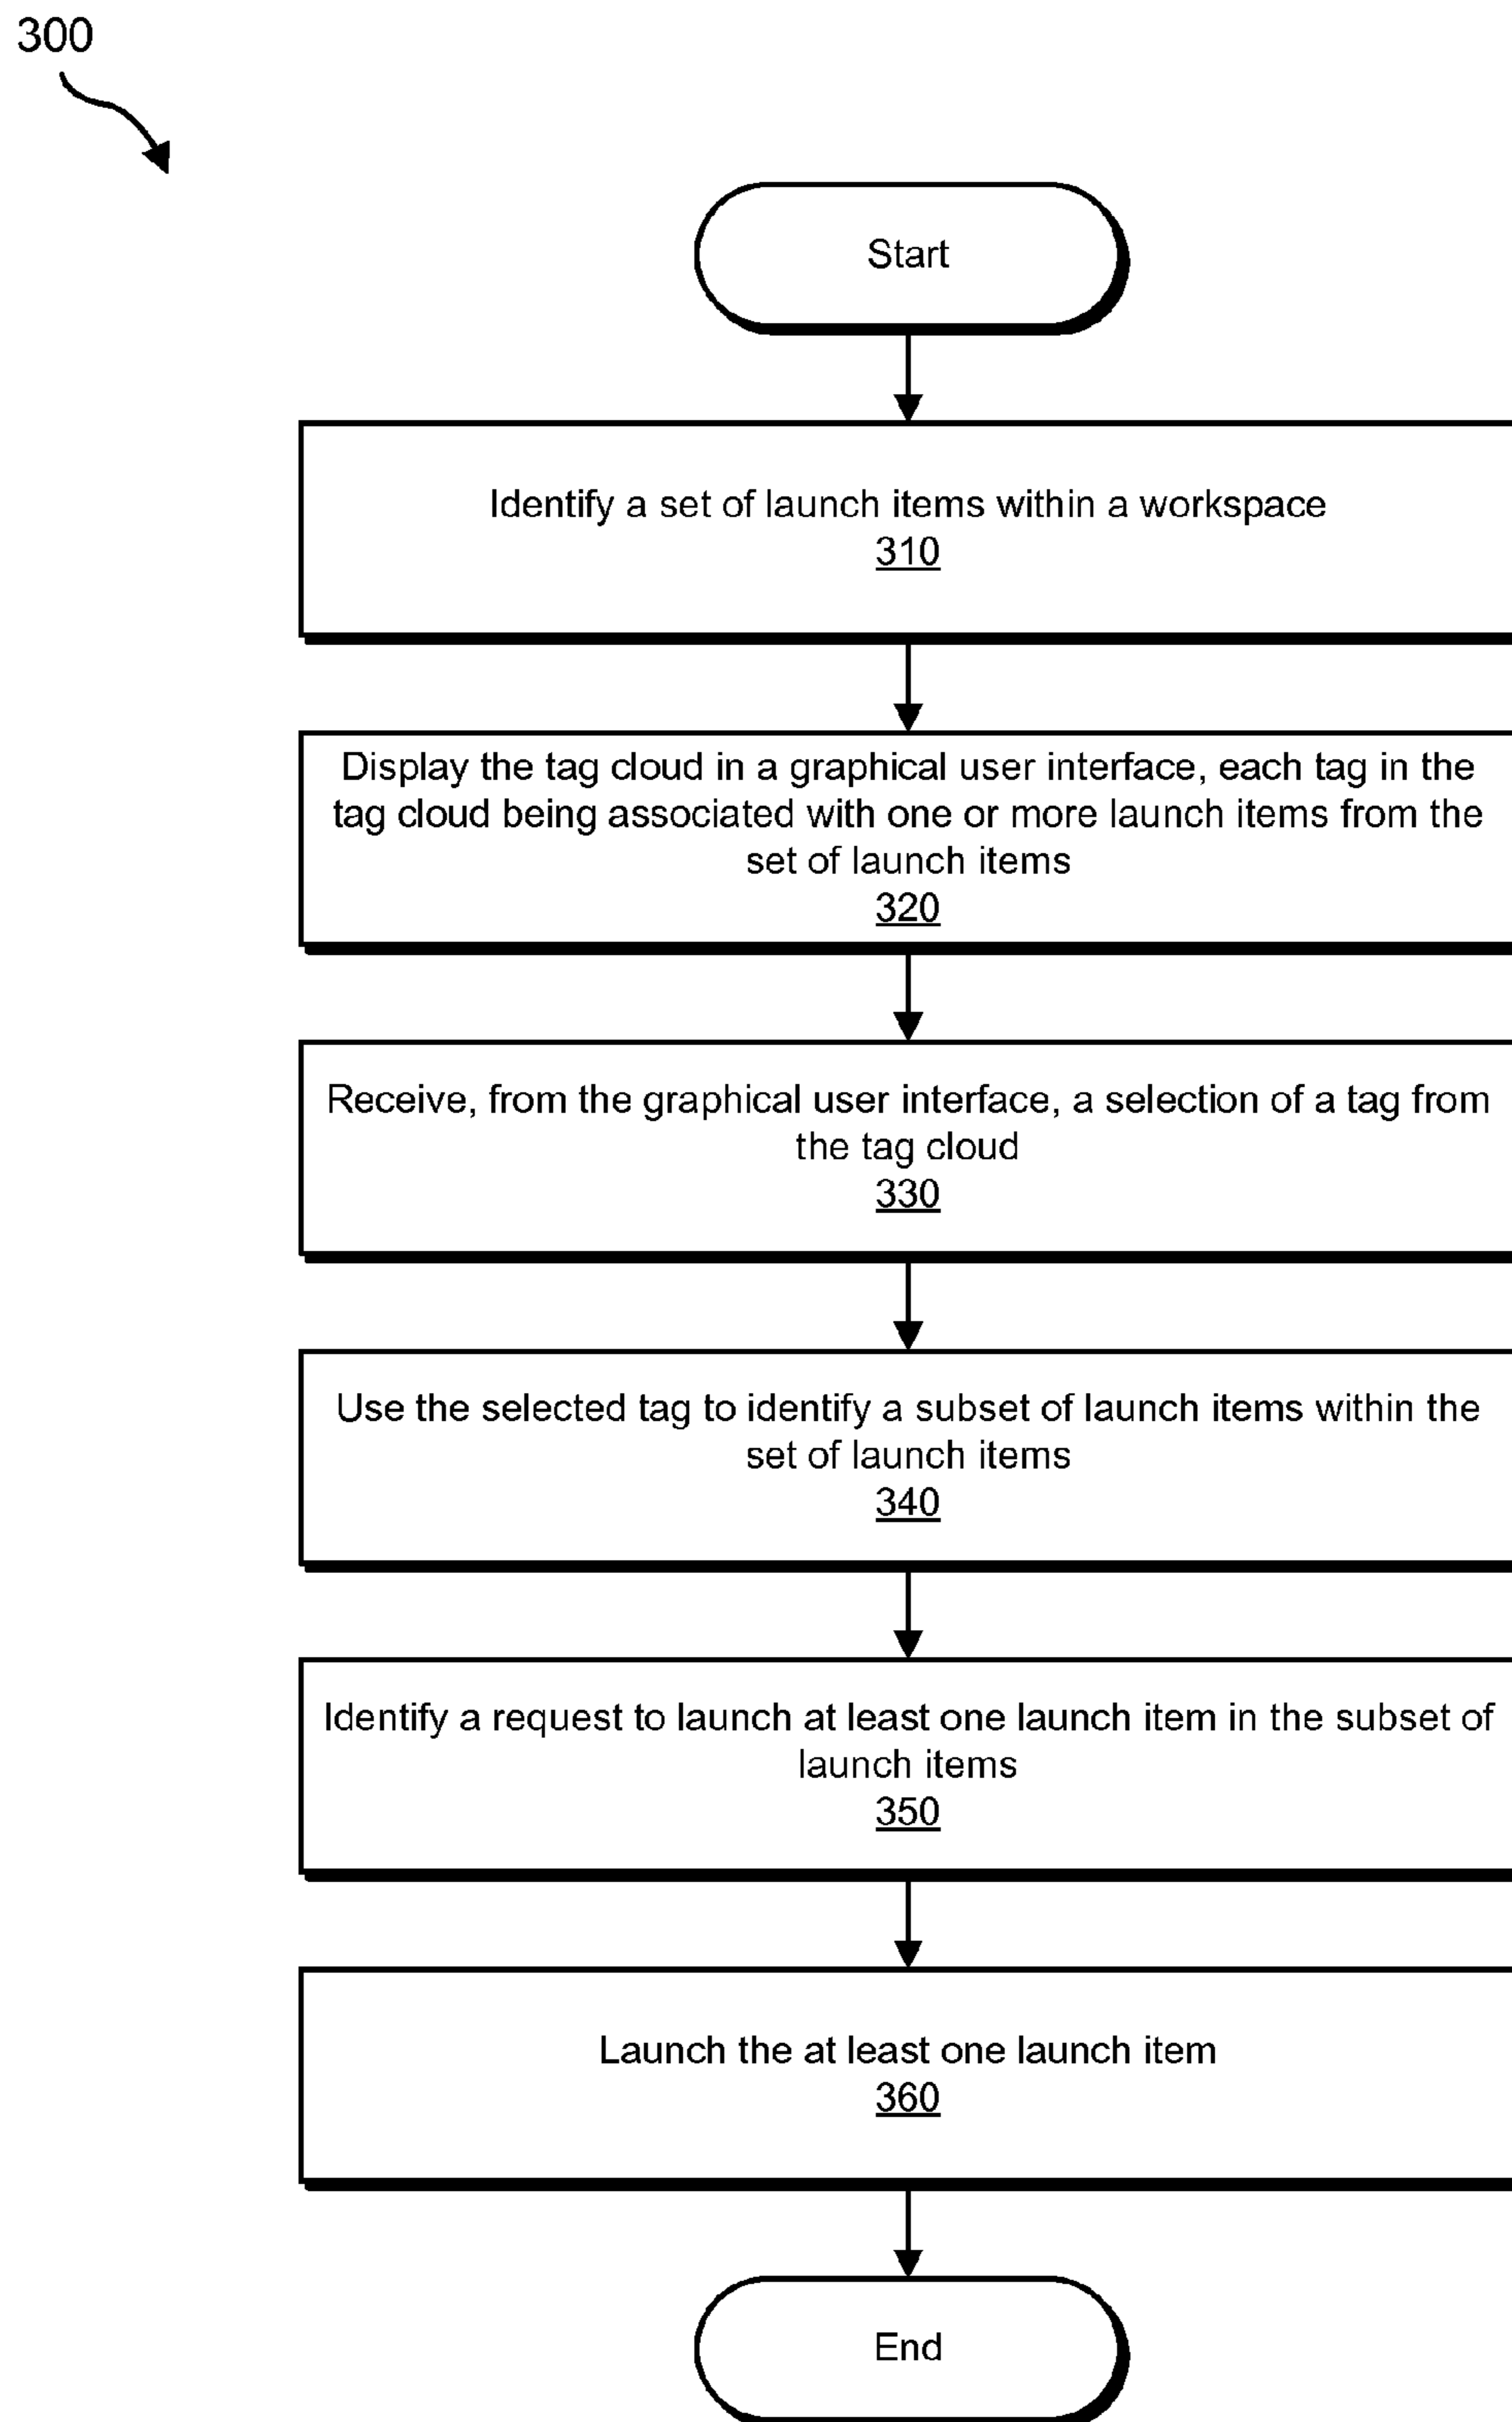 300
Start
Identify a set of launch items within a workspace
310
Display the tag cloud in a graphical user interface, each tag in the
tag cloud being associated with one or more launch items from the
set of launch items
320
Receive, from the graphical user interface, a selection of a tag from
the tag cloud
330
Use the selected tag to identify a subset of launch items within the
set of launch items
340
Identify a request to launch at least one launch item in the subset of
launch items
350
Launch the at least one launch item
360
End